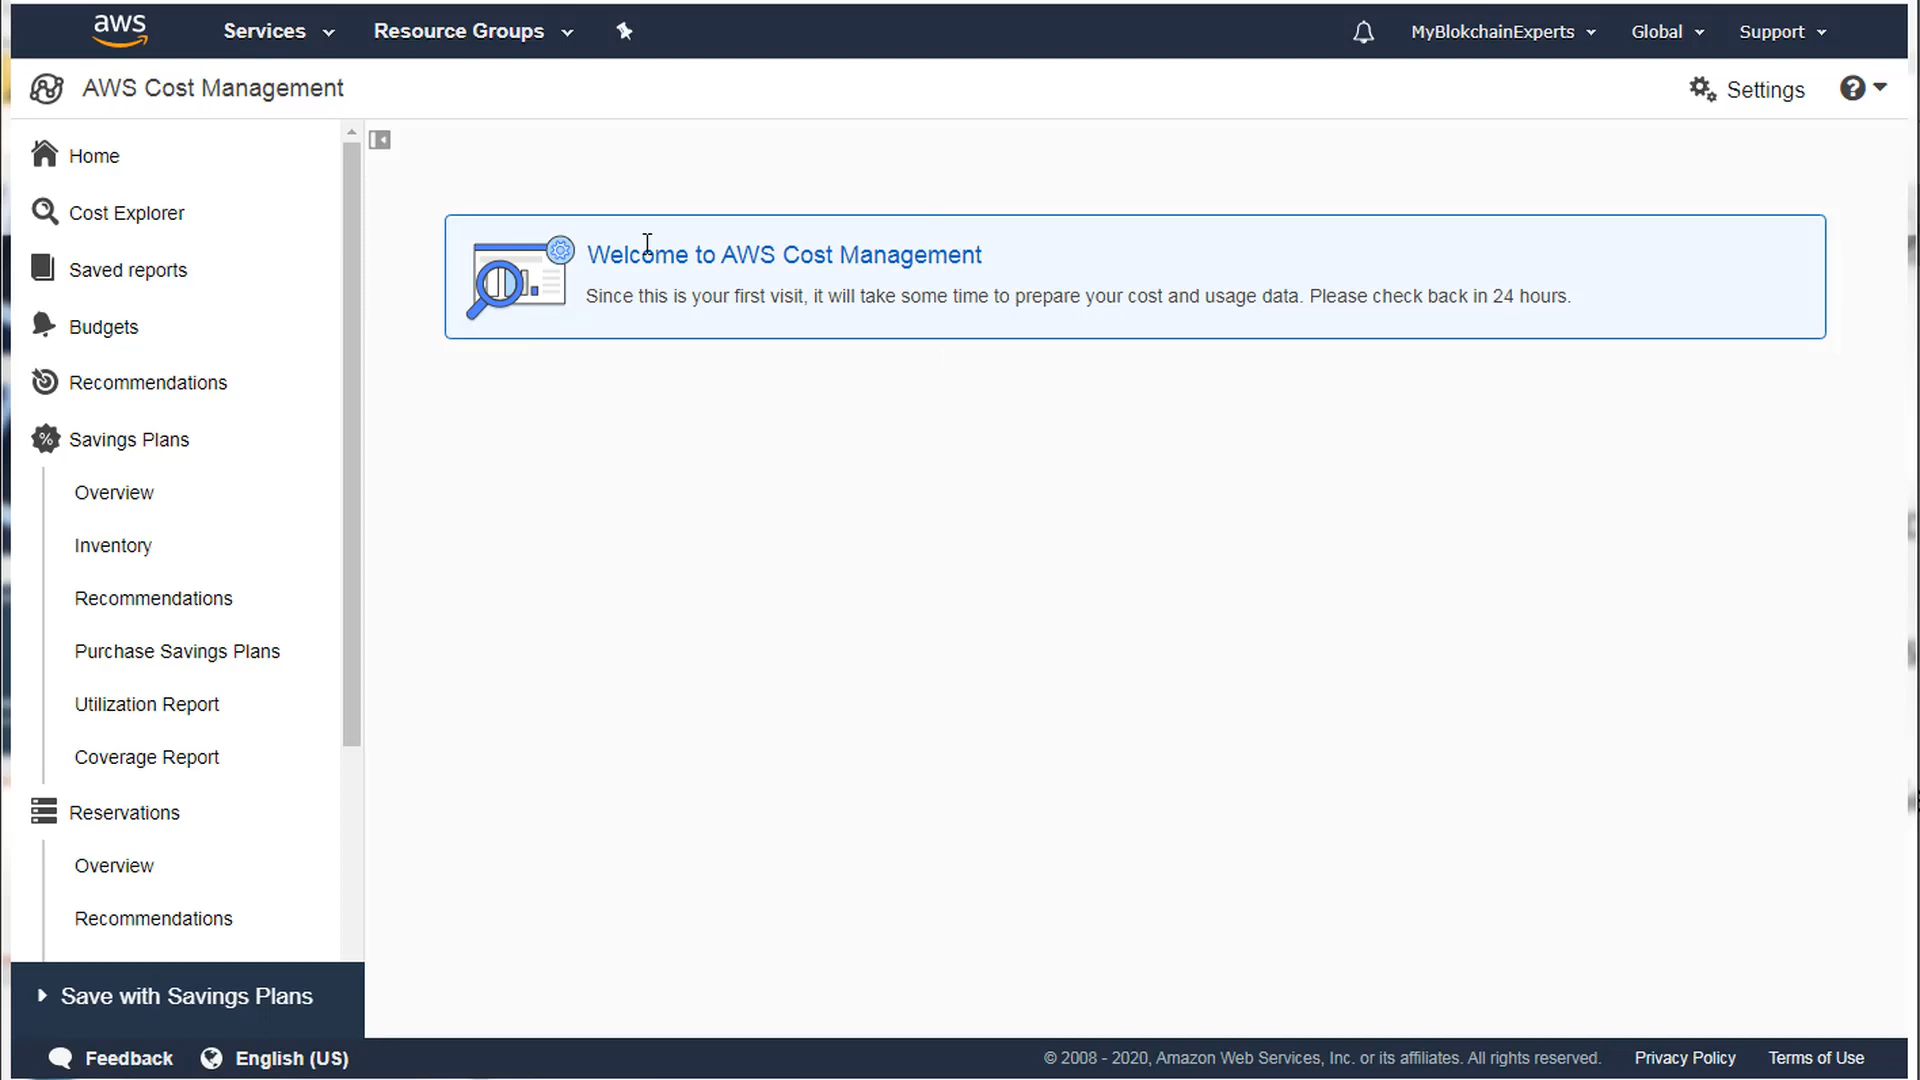 aws Services Resource Groups MyBlokchainExperts Global Support
AWS Cost Management Settings ?
Home
Cost Explorer
Saved reports
Budgets
Recommendations
% Savings Plans
Overview
Inventory
Recommendations
Purchase Savings Plans
Utilization Report
Coverage Report
Reservations
Overview
Recommendations
Save with Savings Plans
Welcome to AWS Cost Management
Since this is your first visit, it will take some time to prepare your cost and usage data. Please check back in 24 hours.
Feedback English (US) © 2008 - 2020, Amazon Web Services, Inc. or its affiliates. All rights reserved. Privacy Policy Terms of Use